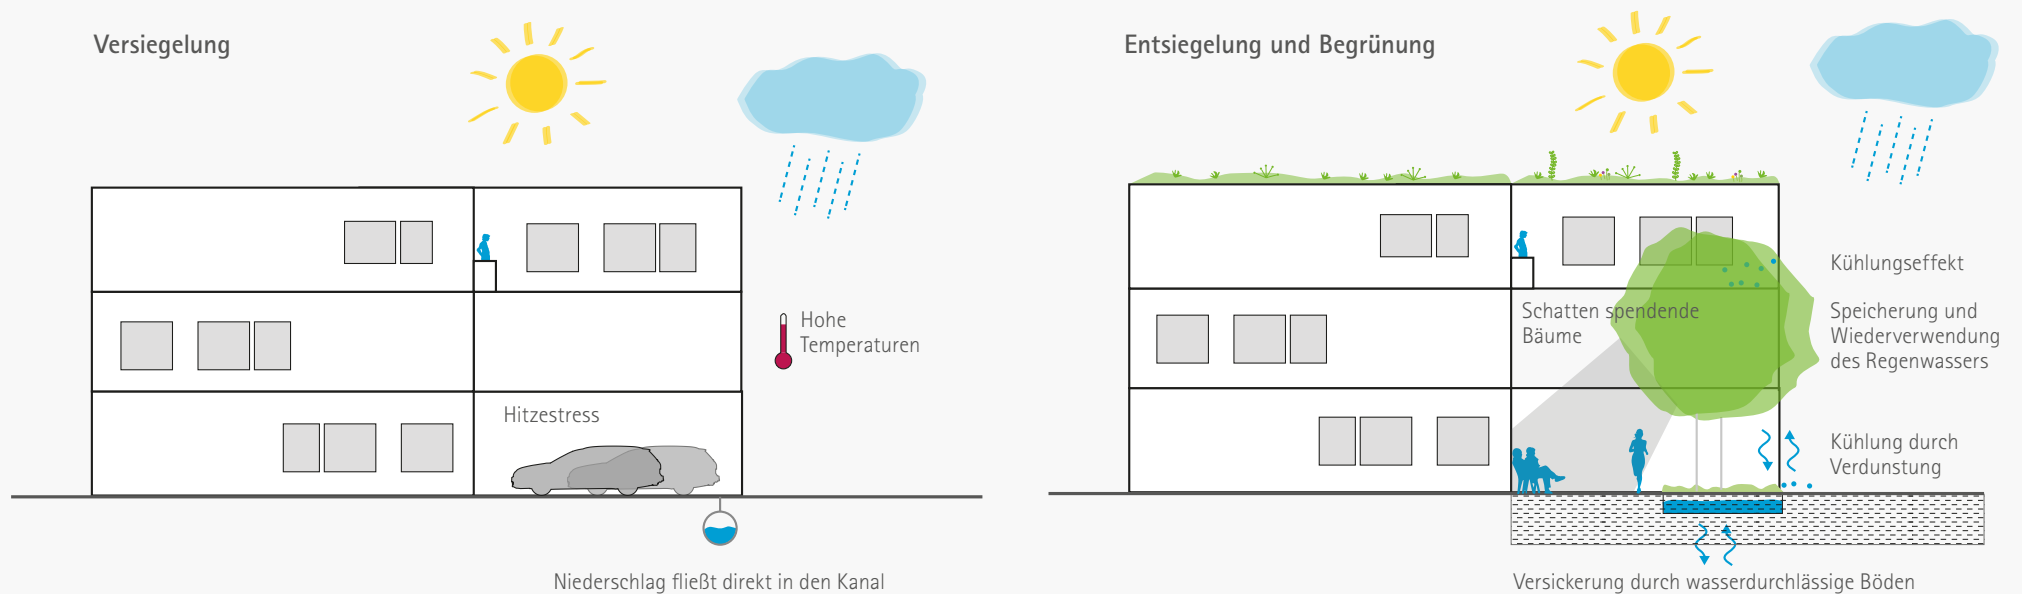 Versiegelung
Hohe
Temperaturen
Hitzestress
Niederschlag fließt direkt in den Kanal
Entsiegelung und Begrünung
Kühlungseffekt
Schatten spendende
Bäume
Speicherung und
Wiederverwendung
des Regenwassers
Kühlung durch
Verdunstung
Versickerung durch wasserdurchlässige Böden